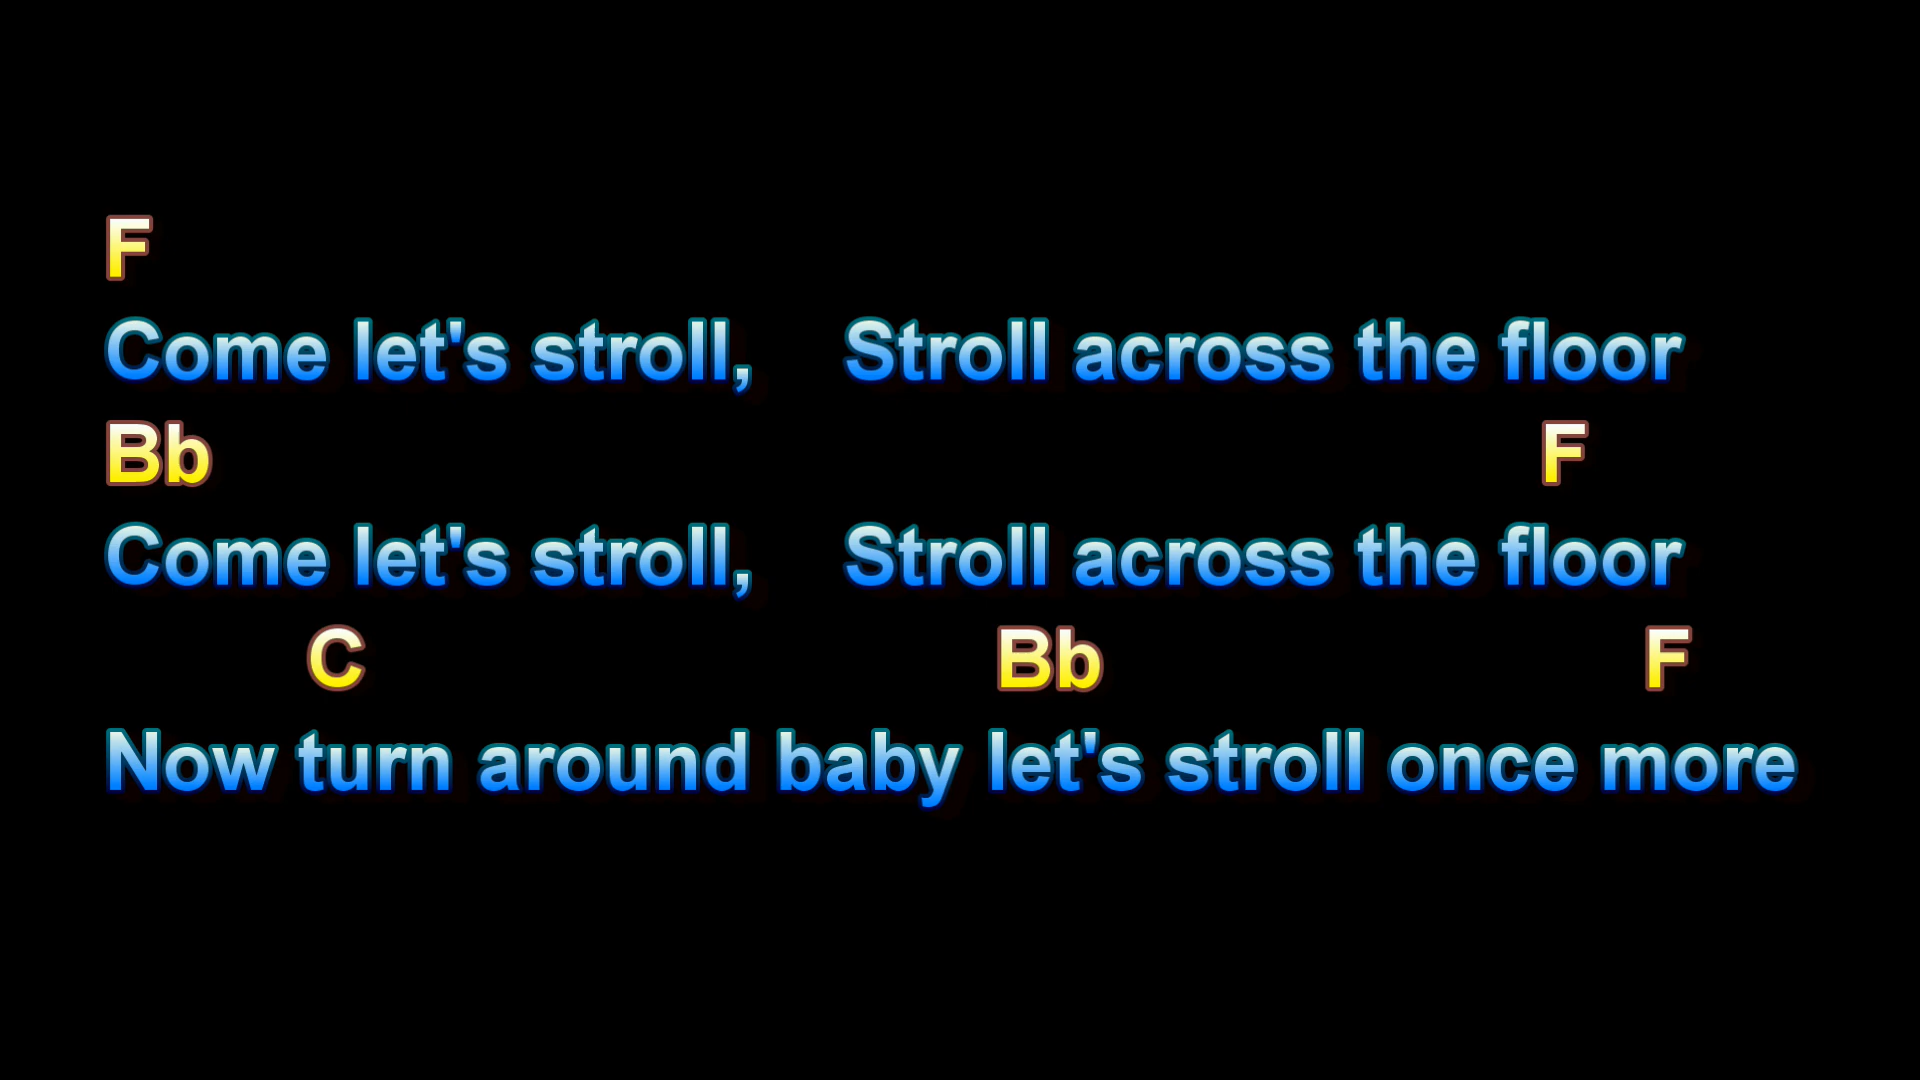 F
Come let's stroll, Stroll across the floor
Bb F
Come let's stroll, Stroll across the floor
C Bb F
Now turn around baby let's stroll once more